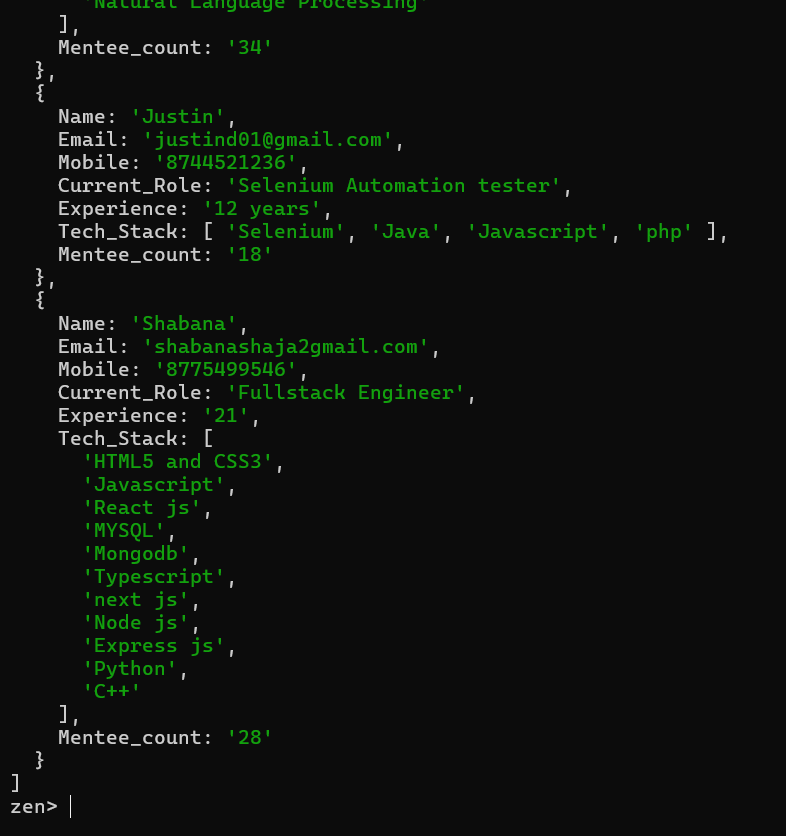 'Natural Language Processing'
],
Mentee_count: '34'
},
{
Name: 'Justin',
Email: 'justind01@gmail.com',
Mobile: '8744521236',
Current_Role: 'Selenium Automation tester',
Experience: '12 years',
Tech_Stack: [ 'Selenium', 'Java', 'Javascript', 'php' ],
Mentee_count: '18'
},
{
Name: 'Shabana',
Email: 'shabanashaja2gmail.com',
Mobile: '8775499546',
Current_Role: 'Fullstack Engineer',
Experience: '21',
Tech_Stack: [
'HTML5 and CSS3',
'Javascript',
'React js',
'MYSQL',
'Mongodb',
'Typescript',
'next js',
'Node js',
'Express js',
'Python',
'C++'
],
Mentee_count: '28'
}
]
zen>